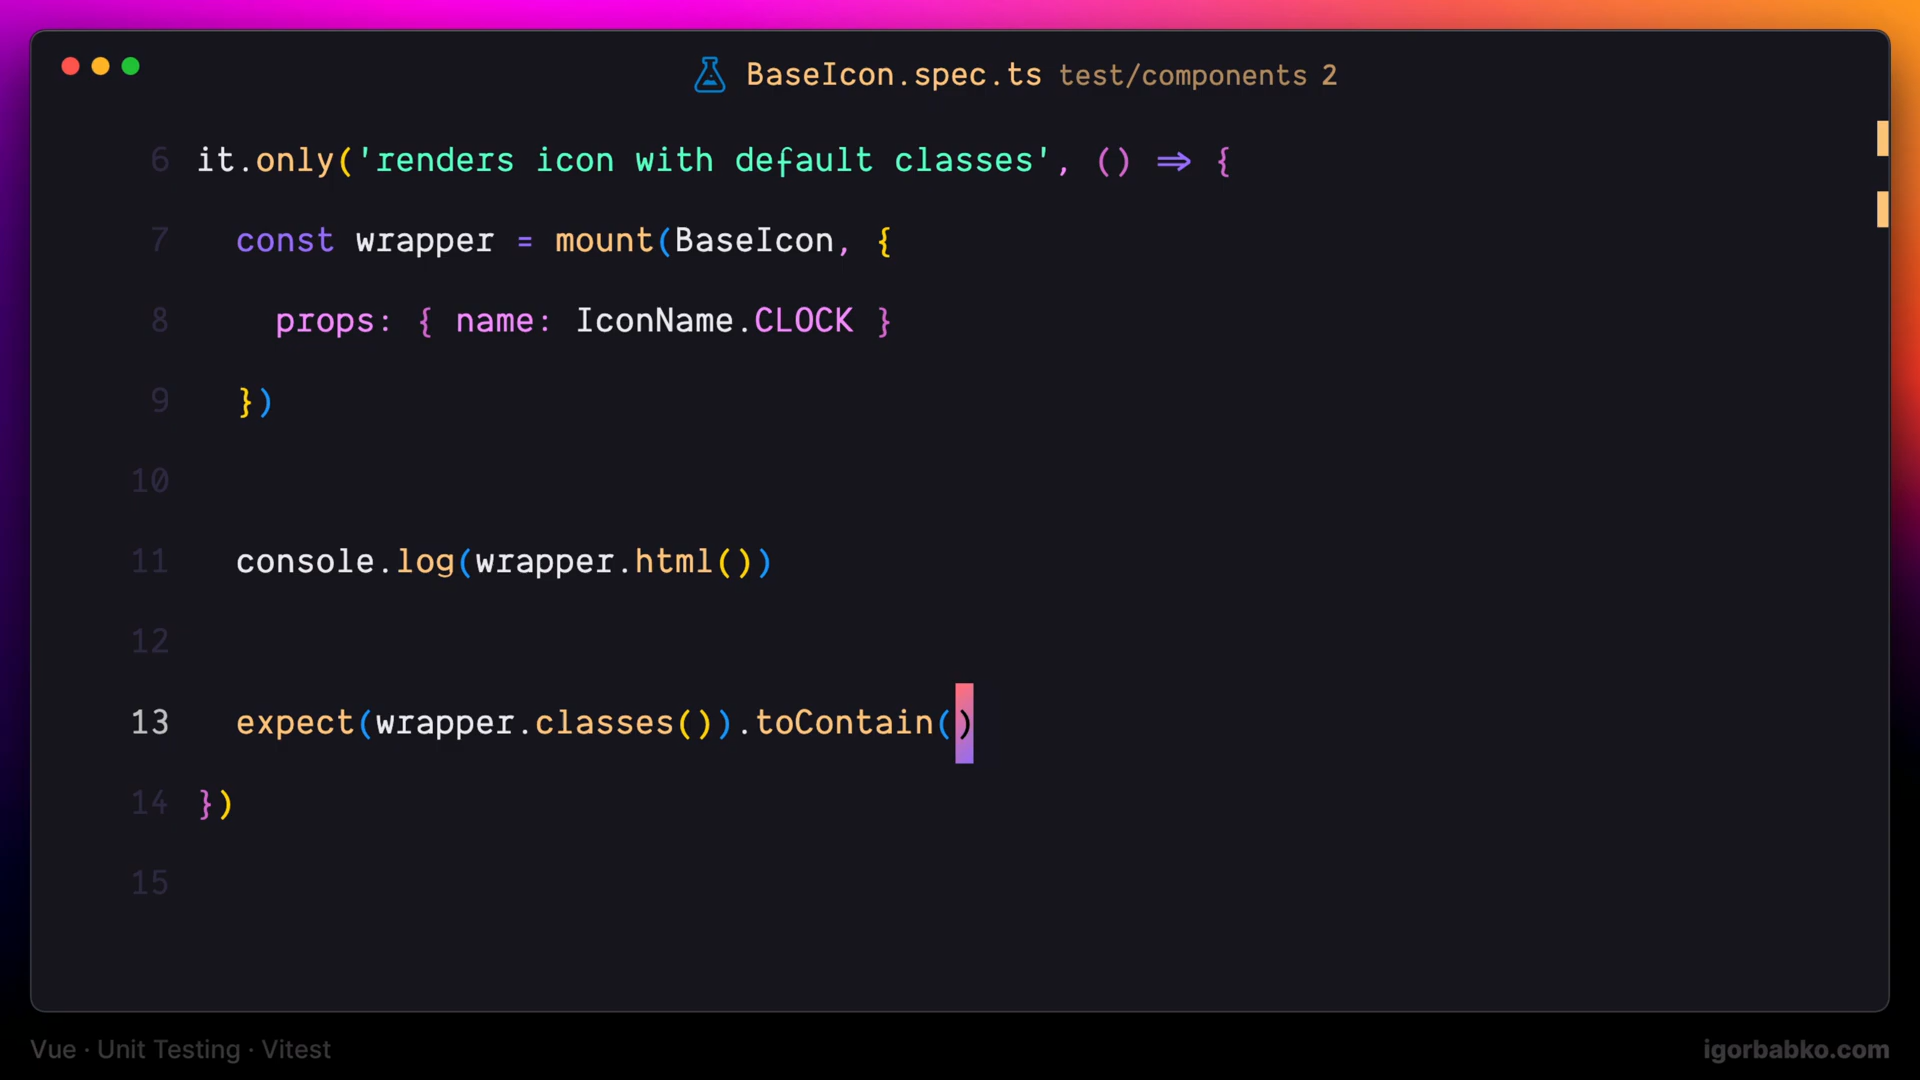 BaseIcon.spec.ts test/components 2
6 it.only('renders icon with default classes', () => {
7 const wrapper = mount(BaseIcon, {
8 props: { name: IconName.CLOCK }
9 })
10
11 console.log(wrapper.html())
12
13 expect(wrapper.classes()).toContain()
14 })
15
Vue · Unit Testing · Vitest
igorbabko.com